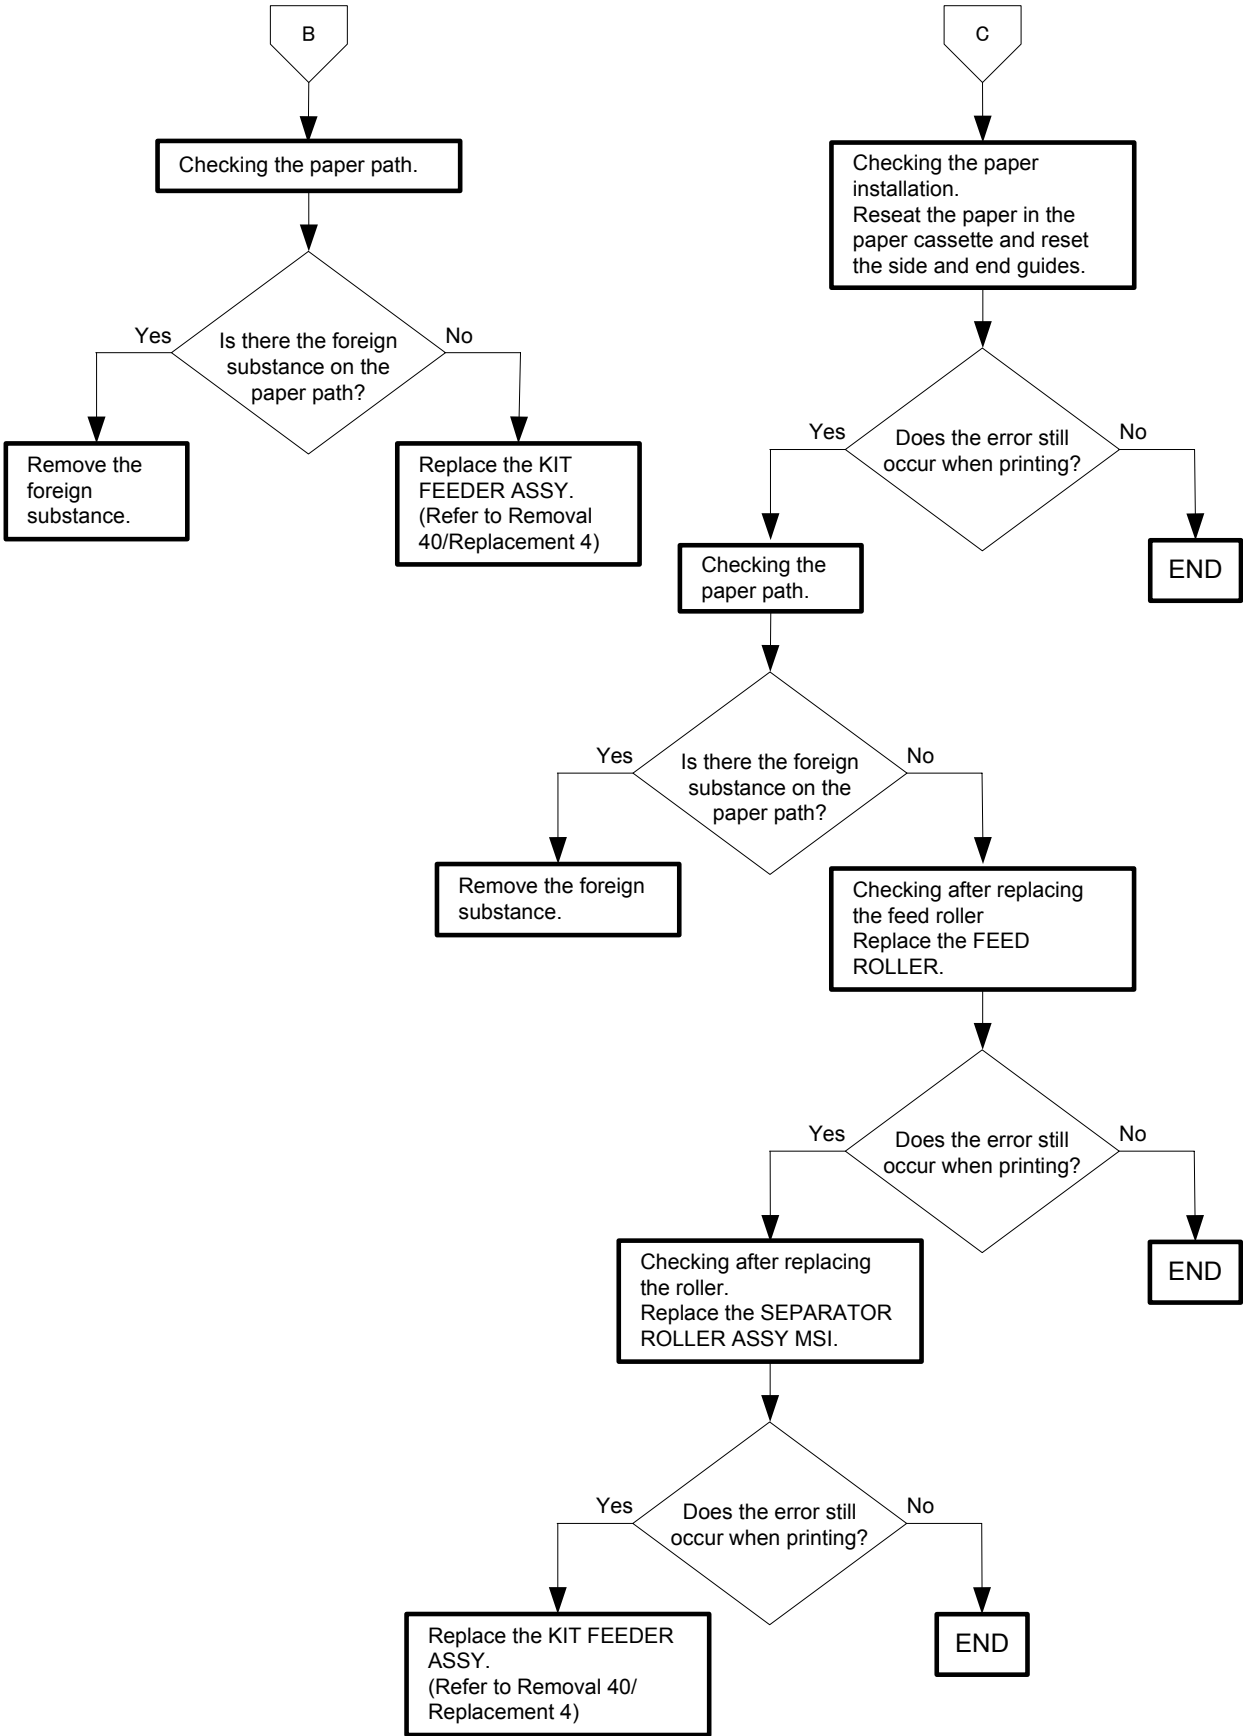 B
Checking the paper path.
Is there the foreign
substance on the
paper path?
Yes
No
Remove the
foreign
substance.
Replace the KIT
FEEDER ASSY.
(Refer to Removal
40/Replacement 4)
C
Checking the paper
installation.
Reseat the paper in the
paper cassette and reset
the side and end guides.
Does the error still
occur when printing?
Yes
No
END
Checking the
paper path.
Is there the foreign
substance on the
paper path?
Yes
No
Remove the foreign
substance.
Checking after replacing
the feed roller
Replace the FEED
ROLLER.
Does the error still
occur when printing?
Yes
No
END
Checking after replacing
the roller.
Replace the SEPARATOR
ROLLER ASSY MSI.
Does the error still
occur when printing?
Yes
No
Replace the KIT FEEDER
ASSY.
(Refer to Removal 40/
Replacement 4)
END